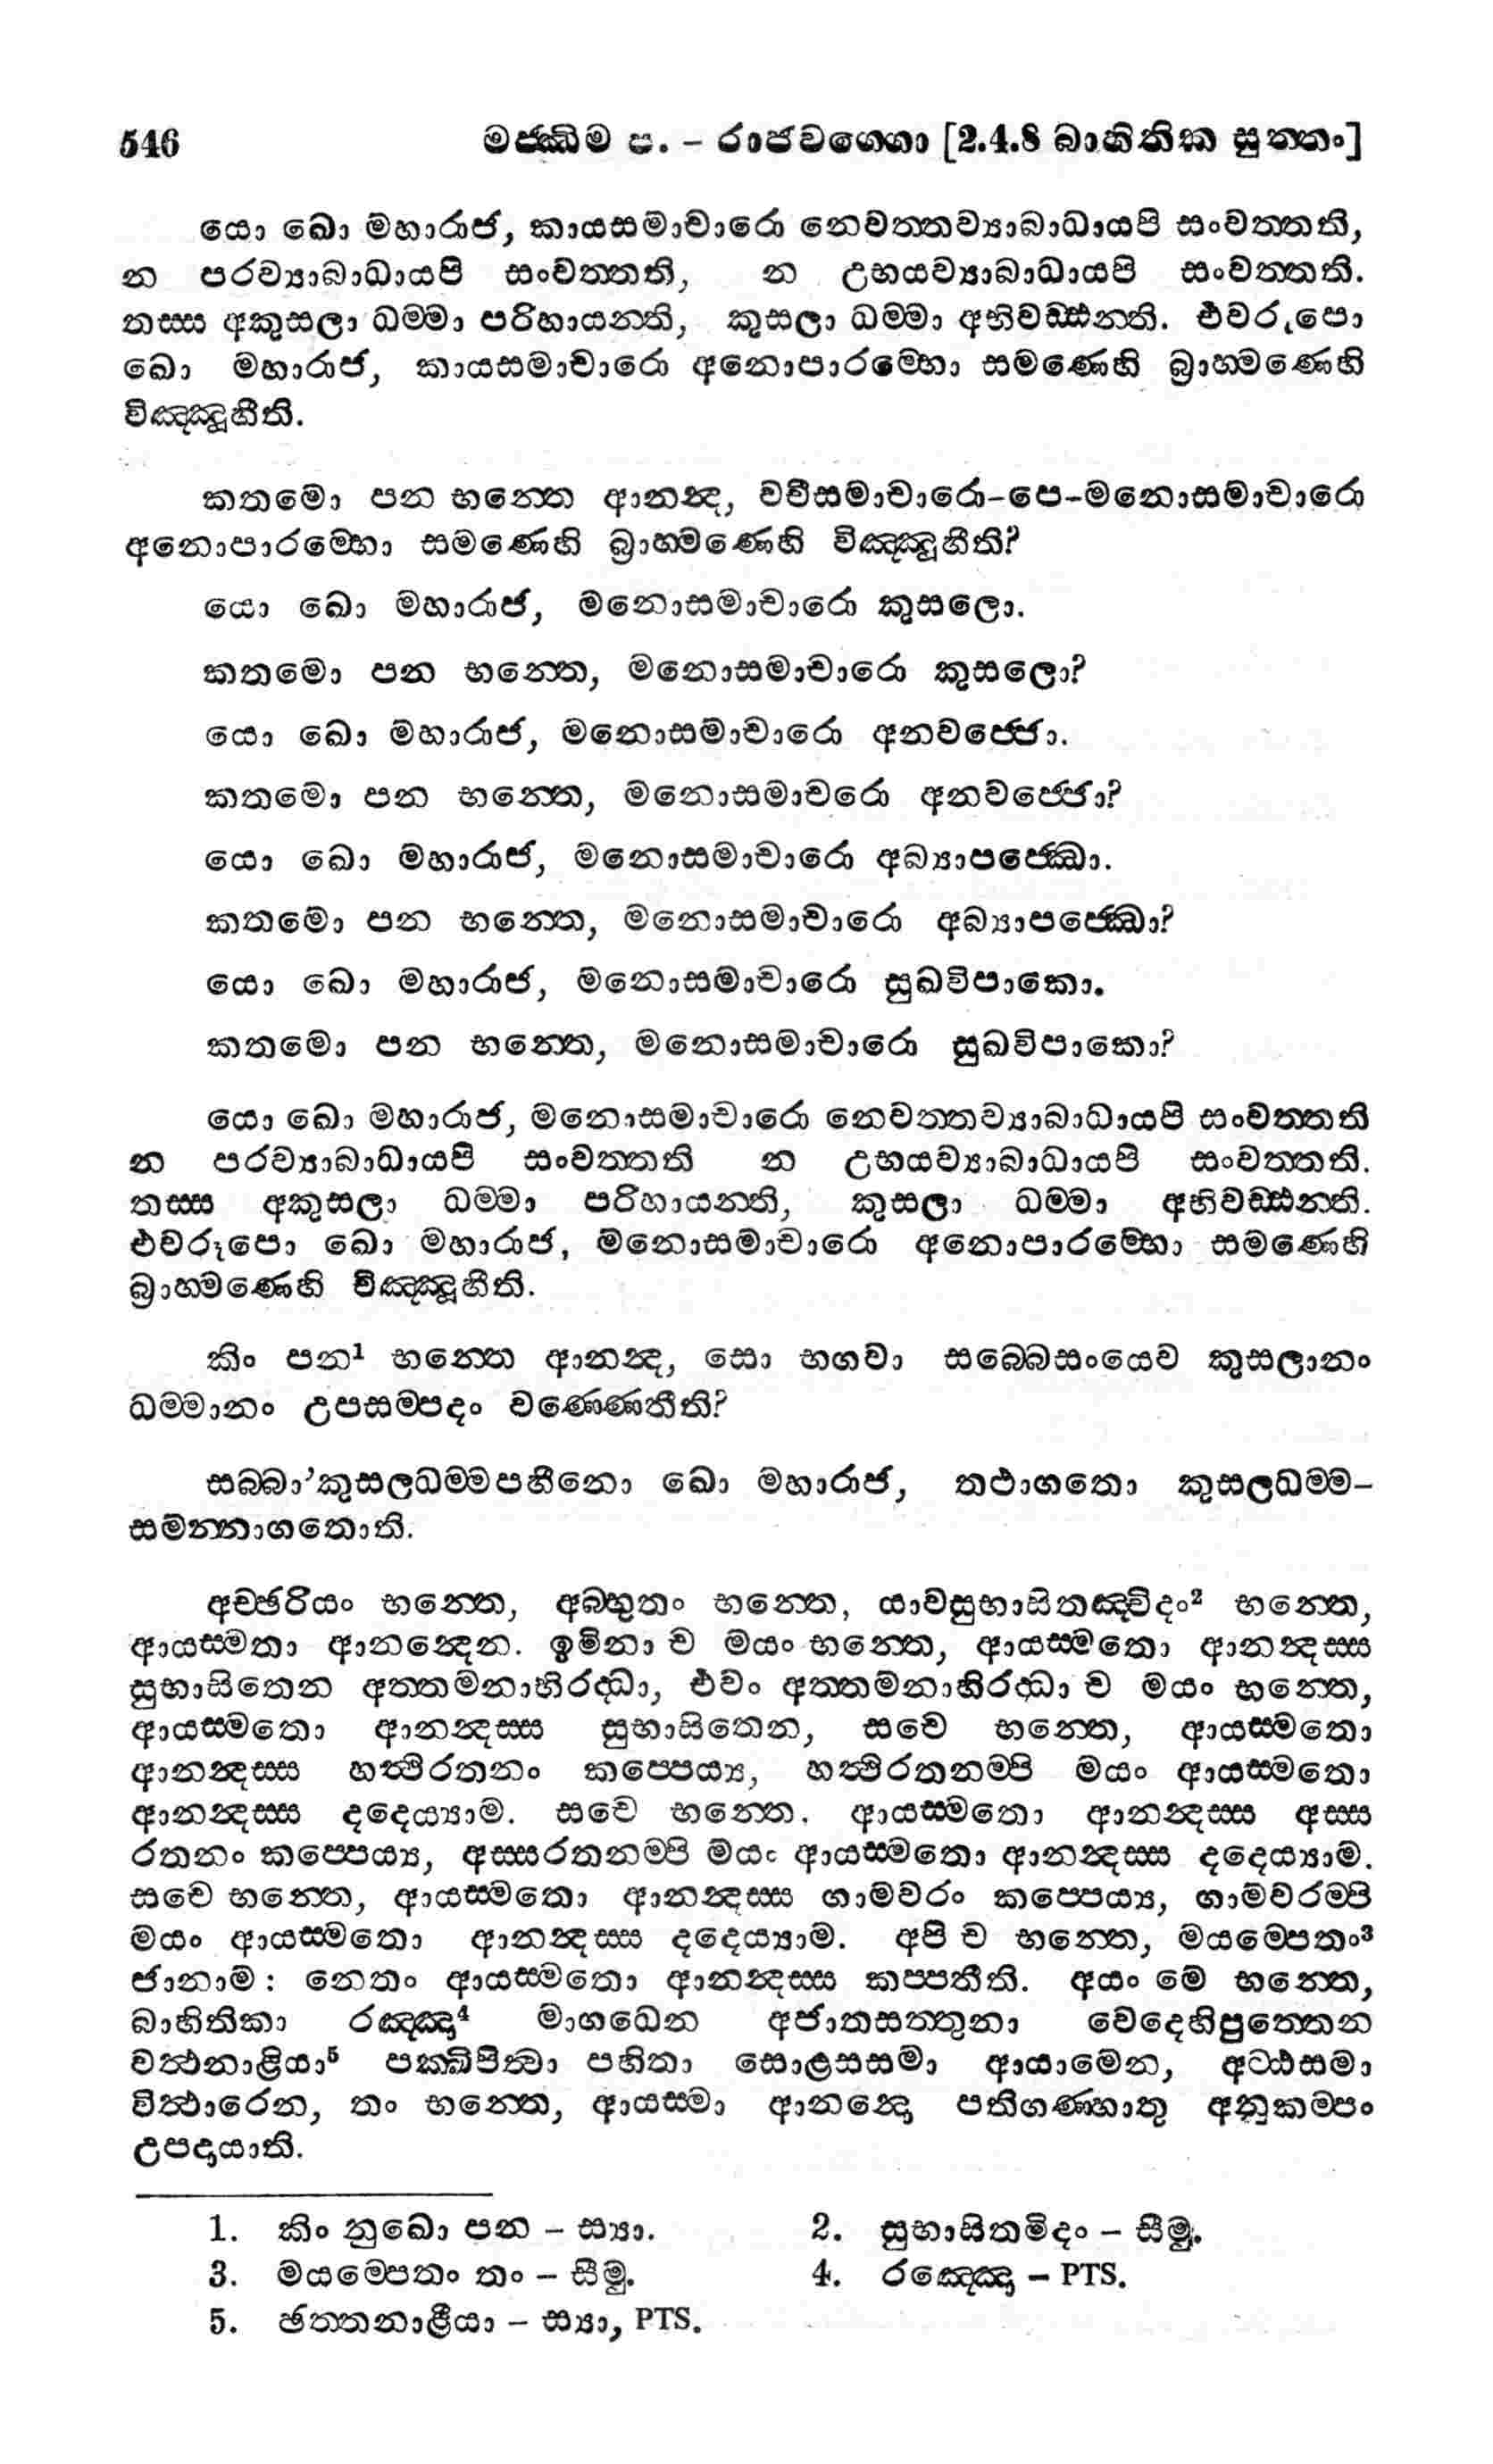 546 මජ්ඣිම ප. – රාජවග්ගො [2.4.8 බාහිතික සුත්තං]
යො ඛො මහාරාජ, කායසමාචාරො නෙවත්තව්‍යාබාධායපි සංවත්තති,
න පරව්‍යාබාධායපි සංවත්තති, න උභයව්‍යාබාධායපි සංවත්තති.
තස්ස අකුසලා ධම්මා පරිහායන්ති, කුසලා ධම්මා අභිවඩ්ඪන්ති. එවරූපො
ඛො මහාරාජ, කායසමාචාරො අනොපාරම්භො සමණෙහි බ්‍රාහ්මණෙහි
විඤ්ඤූහීති.
කතමො පන භන්තෙ ආනන්ද, වචීසමාචාරො-පෙ-මනොසමාචාරො
අනොපාරම්භො සමණෙහි බ්‍රාහ්මණෙහි විඤ්ඤූහීති?
යො ඛො මහාරාජ, මනොසමාචාරො කුසලො.
කතමො පන භන්තෙ, මනොසමාචාරො කුසලො?
යො ඛො මහාරාජ, මනොසමාචාරො අනවජ්ජො.
කතමො පන භන්තෙ, මනොසමාචරො අනවජ්ජො?
යො ඛො මහාරාජ, මනොසමාචාරො අබ්‍යාපජ්ඣො.
කතමො පන භන්තෙ, මනොසමාචාරො අබ්‍යාපජ්ඣො?
යො ඛො මහාරාජ, මනොසමාචාරො සුඛවිපාකො.
කතමො පන භන්තෙ, මනොසමාචාරො සුඛවිපාකො?
යො ඛො මහාරාජ, මනොසමාචාරො නෙවත්තව්‍යාබාධායපි සංවත්තති
න පරව්‍යාබාධායපි සංවත්තති න උභයව්‍යාබාධායපි සංවත්තති.
තස්ස අකුසලා ධම්මා පරිහායන්ති, කුසලා ධම්මා අභිවඩ්ඪන්ති.
එවරූපො ඛො මහාරාජ, මනොසමාචාරො අනොපාරම්භො සමණෙහි
බ්‍රාහ්මණෙහි විඤ්ඤූහීති.
කිං පන¹ භන්තෙ ආනන්ද, සො භගවා සබ්බෙසංයෙව කුසලානං
ධම්මානං උපසම්පදං වණ්ණෙතීති?
සබ්බා’කුසලධම්මපහීනො ඛො මහාරාජ, තථාගතො කුසලධම්ම-
සමන්නාගතොති.
අච්ඡරියං භන්තෙ, අබ්භුතං භන්තෙ, යාවසුභාසිතඤ්චිදං² භන්තෙ,
ආයස්මතා ආනන්දෙන. ඉමිනා ච මයං භන්තෙ, ආයස්මතො ආනන්දස්ස
සුභාසිතෙන අත්තමනාභිරද්ධා, එවං අත්තමනාභිරද්ධා ච මයං භන්තෙ,
ආයස්මතො ආනන්දස්ස සුභාසිතෙන, සචෙ භන්තෙ, ආයස්මතො
ආනන්දස්ස හත්ථිරතනං කප්පෙය්‍ය, හත්ථිරතනම්පි මයං ආයස්මතො
ආනන්දස්ස දදෙය්‍යාම. සචෙ භන්තෙ, ආයස්මතො ආනන්දස්ස අස්ස
රතනං කප්පෙය්‍ය, අස්සරතනම්පි මයං ආයස්මතො ආනන්දස්ස දදෙය්‍යාම.
සචෙ භන්තෙ, ආයස්මතො ආනන්දස්ස ගාමවරං කප්පෙය්‍ය, ගාමවරම්පි
මයං ආයස්මතො ආනන්දස්ස දදෙය්‍යාම. අපි ච භන්තෙ, මයම්පෙතං³
ජානාම : නෙතං ආයස්මතො ආනන්දස්ස කප්පතීති. අයං මෙ භන්තෙ,
බාහිතිකා රඤ්ඤා⁴ මාගධෙන අජාතසත්තුනා වෙදෙහිපුත්තෙන
වත්ථනාළියා⁵ පක්ඛිපිත්වා පහිතා සොළසසමා ආයාමෙන, අට්ඨසමා
විත්ථාරෙන, තං භන්තෙ, ආයස්මා ආනන්දො පතිගණ්හාතු අනුකම්පං
උපාදායාති.
1. කිං නුඛො පන – ස්‍යා. 2. සුභාසිතමිදං – සීමු.
3. මයම්පෙතං තං – සීමු. 4. රඤ්ඤො – PTS.
5. ඡත්තනාළීයා – ස්‍යා, PTS.